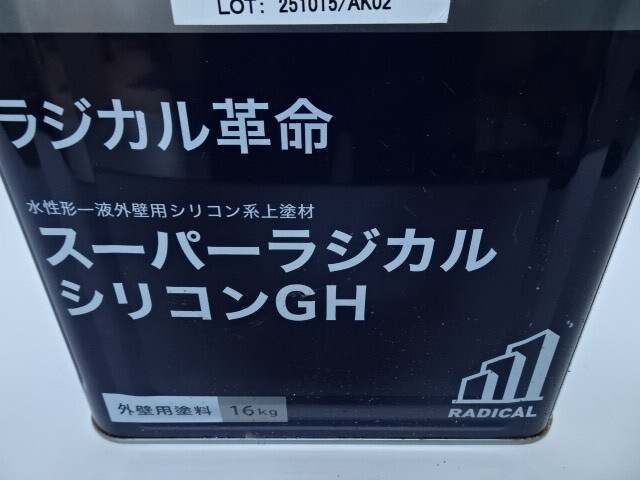 LOT: 251015/AK02
ラジカル革命
水性形一液外壁用シリコン系上塗材
スーパーラジカル
シリコンGH
外壁用塗料 16kg
RADICAL